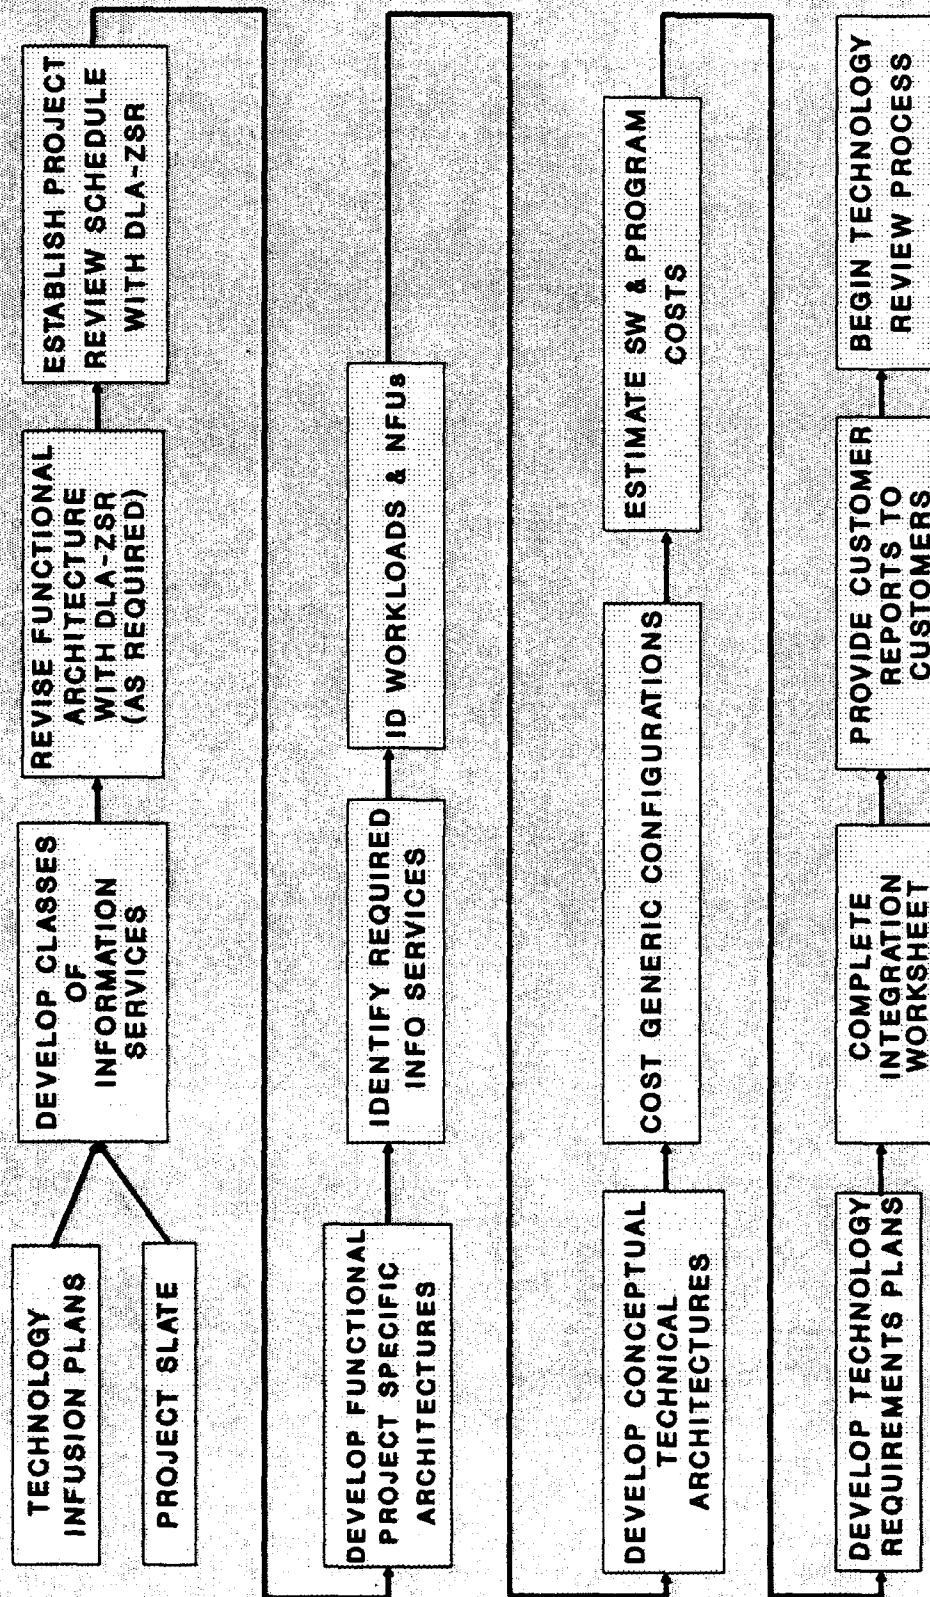 TECHNOLOGY
INFUSION PLANS
PROJECT SLATE
DEVELOP CLASSES
OF
INFORMATION
SERVICES
REVISE FUNCTIONAL
ARCHITECTURE
WITH DLA-ZSR
(AS REQUIRED)
ESTABLISH PROJECT
REVIEW SCHEDULE
WITH DLA-ZSR
DEVELOP FUNCTIONAL
PROJECT SPECIFIC
ARCHITECTURES
IDENTIFY REQUIRED
INFO SERVICES
ID WORKLOADS & NFUs
DEVELOP CONCEPTUAL
TECHNICAL
ARCHITECTURES
COST GENERIC CONFIGURATIONS
ESTIMATE SW & PROGRAM
COSTS
DEVELOP TECHNOLOGY
REQUIREMENTS PLANS
COMPLETE
INTEGRATION
WORKSHEET
PROVIDE CUSTOMER
REPORTS TO
CUSTOMERS
BEGIN TECHNOLOGY
REVIEW PROCESS